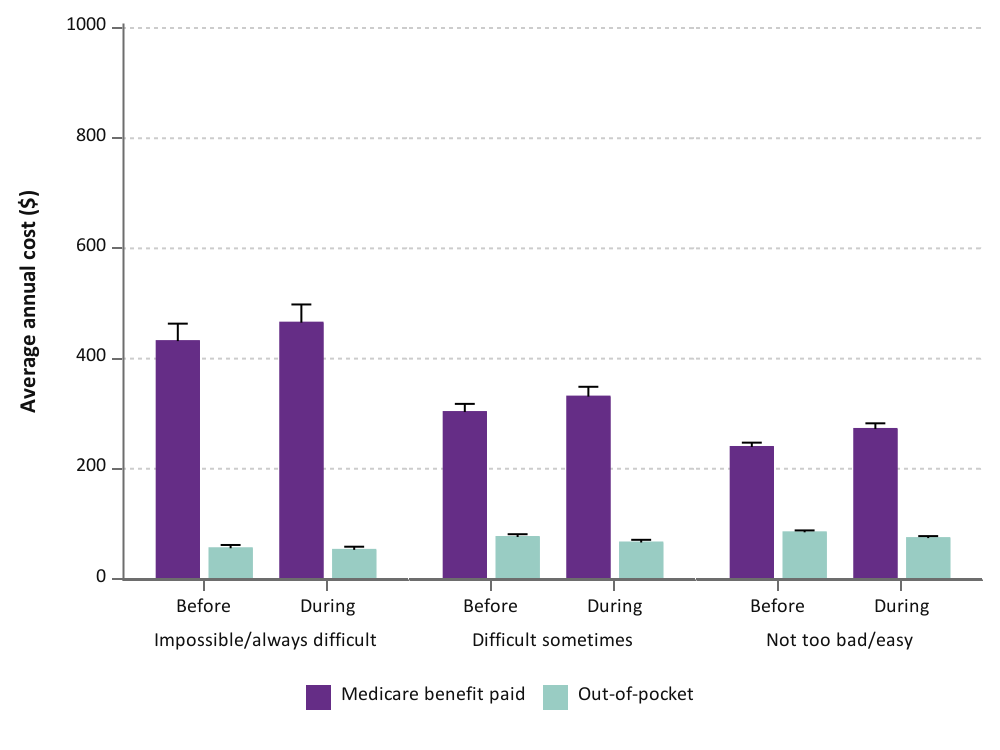 1000
800
600
400
200
0
Average annual cost ($)
Before During Before During Before During
Impossible/always difficult Difficult sometimes Not too bad/easy
Medicare benefit paid Out-of-pocket